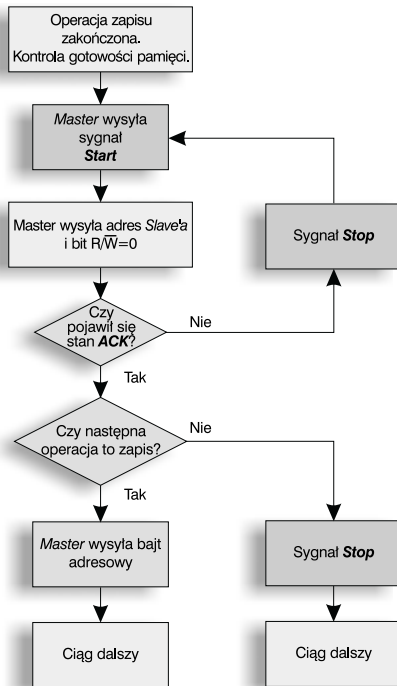 Operacja zapisu
zakończona.
Kontrola gotowości pamięci.
Master wysyła
sygnał
Start
Master wysyła adres Slave'a
i bit R/W̅=0
Sygnał Stop
Czy
pojawił się
stan ACK?
Nie
Tak
Czy następna
operacja to zapis?
Nie
Tak
Master wysyła bajt
adresowy
Sygnał Stop
Ciąg dalszy
Ciąg dalszy